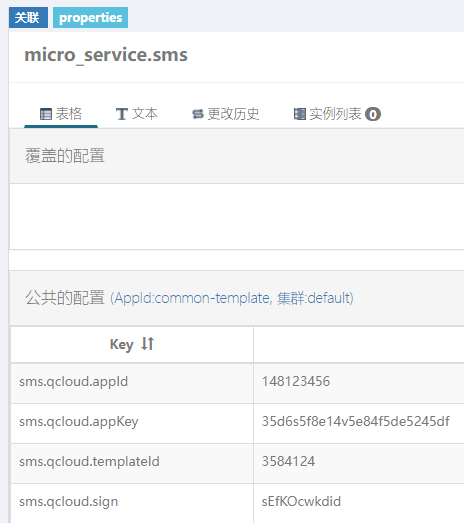 关联 properties
micro_service.sms
表格 文本 更改历史 实例列表 0
覆盖的配置
公共的配置 (AppId:common-template, 集群:default)
Key
sms.qcloud.appId 148123456
sms.qcloud.appKey 35d6s5f8e14v5e84f5de5245df
sms.qcloud.templateId 3584124
sms.qcloud.sign sEfKOcwkdid